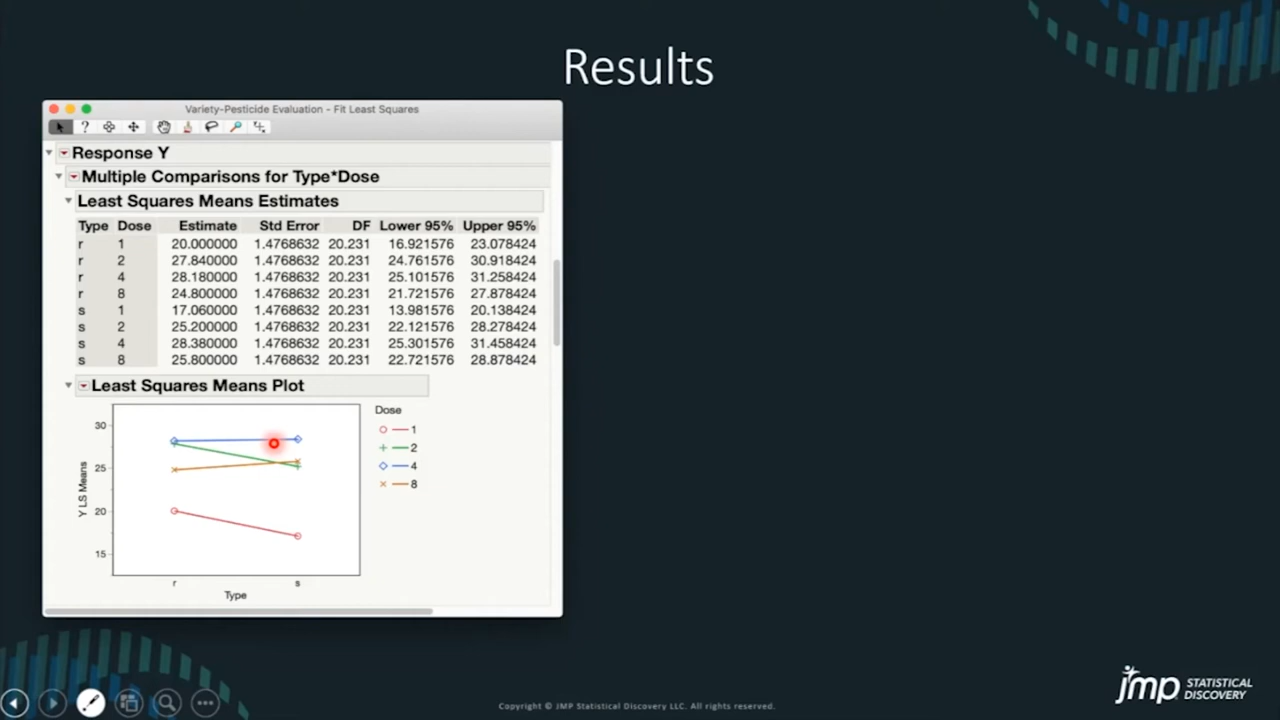 Results
Variety-Pesticide Evaluation - Fit Least Squares
Response Y
Multiple Comparisons for Type*Dose
Least Squares Means Estimates
Type Dose Estimate Std Error DF Lower 95% Upper 95%
r 1 20.000000 1.4768632 20.231 16.921576 23.078424
r 2 27.840000 1.4768632 20.231 24.761576 30.918424
r 4 28.180000 1.4768632 20.231 25.101576 31.258424
r 8 24.800000 1.4768632 20.231 21.721576 27.878424
s 1 17.060000 1.4768632 20.231 13.981576 20.138424
s 2 25.200000 1.4768632 20.231 22.121576 28.278424
s 4 28.380000 1.4768632 20.231 25.301576 31.458424
s 8 25.800000 1.4768632 20.231 22.721576 28.878424
Least Squares Means Plot
Y LS Means
30
25
20
15
r s
Type
Dose
1
2
4
8
Copyright © JMP Statistical Discovery LLC. All rights reserved.
jmp STATISTICAL
DISCOVERY